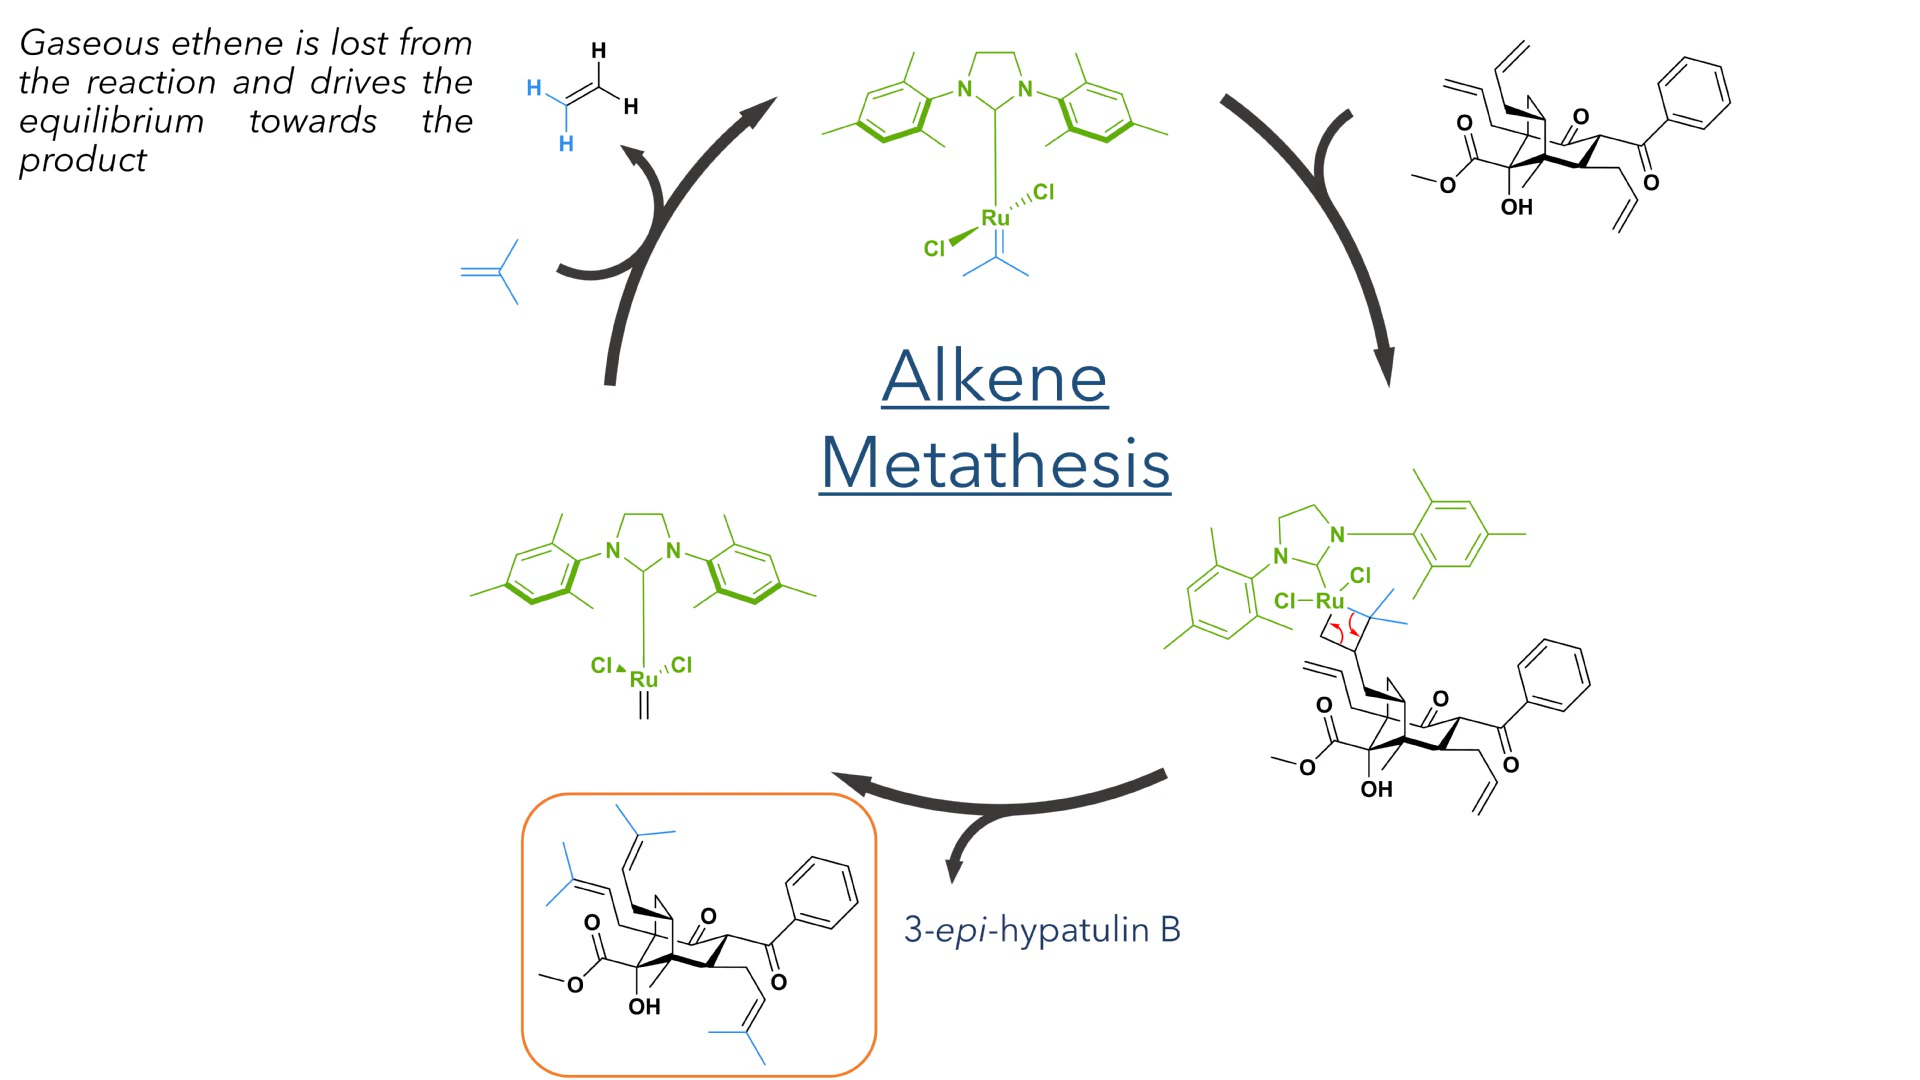 Gaseous ethene is lost from
the reaction and drives the
equilibrium towards the
product
H
H
H
H
N
N
Cl
Ru
Cl
O
O
O
O
OH
Alkene
Metathesis
N
N
Cl
Cl
Ru
N
N
Cl
Cl
Ru
O
O
O
O
OH
O
O
O
O
OH
3-epi-hypatulin B